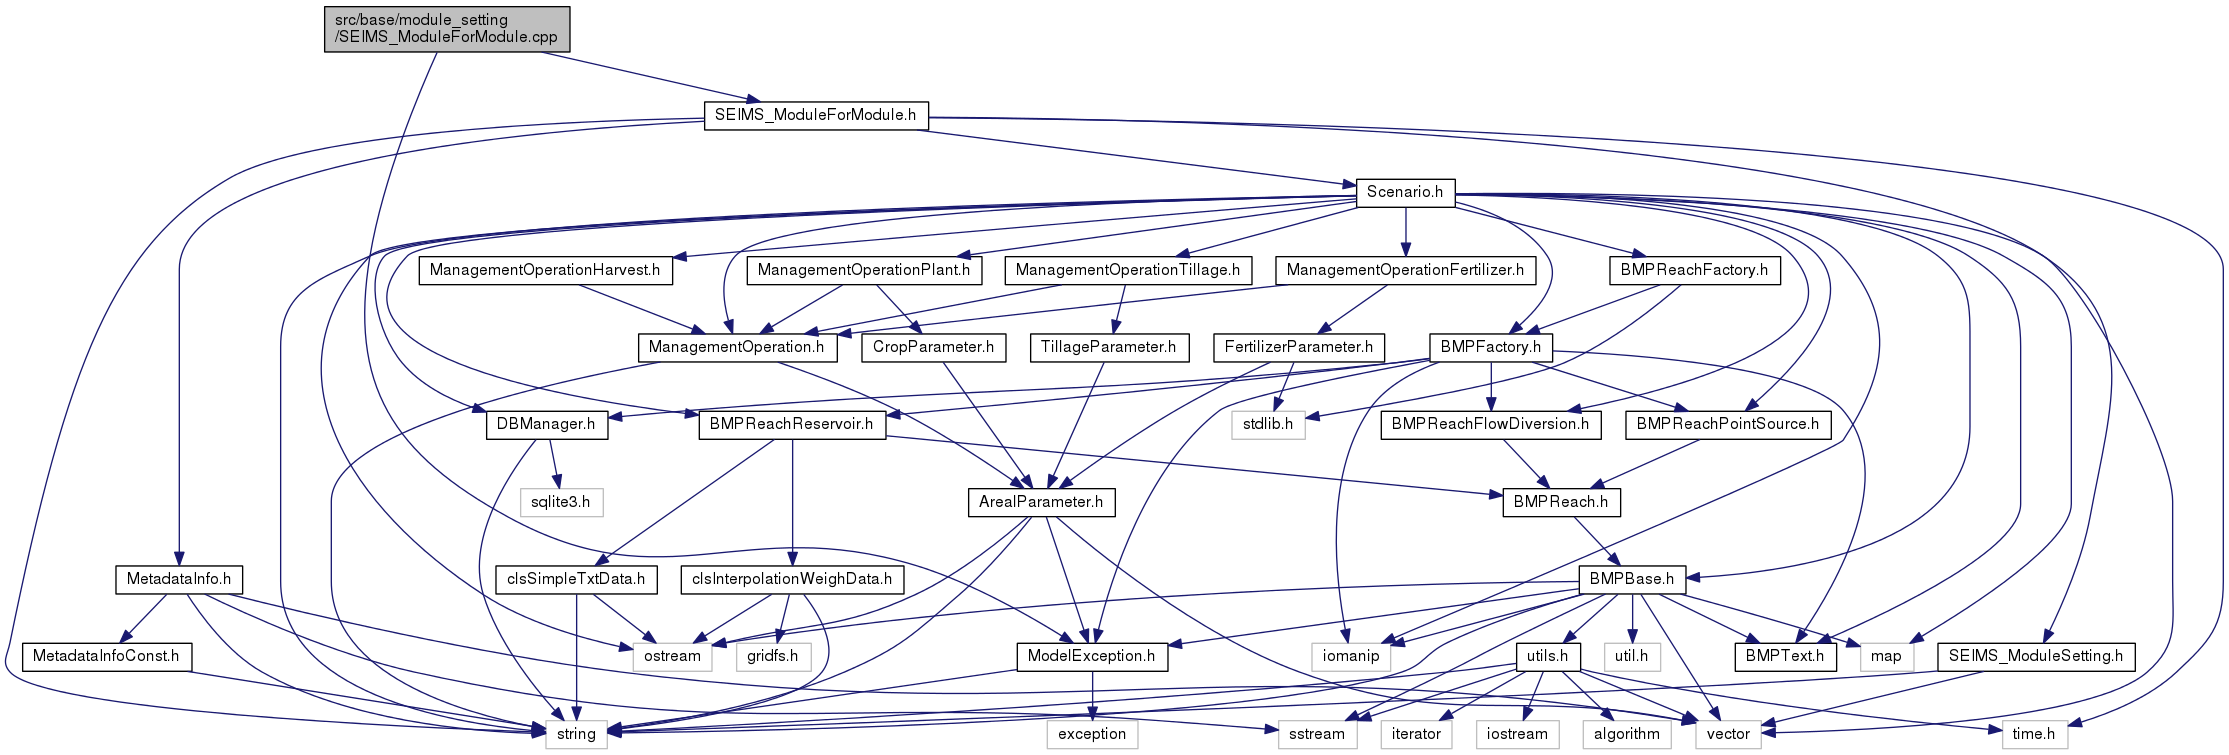 src/base/module_setting
/SEIMS_ModuleForModule.cpp
SEIMS_ModuleForModule.h
Scenario.h
ManagementOperationHarvest.h
ManagementOperationPlant.h
ManagementOperationTillage.h
ManagementOperationFertilizer.h
BMPReachFactory.h
ManagementOperation.h
CropParameter.h
TillageParameter.h
FertilizerParameter.h
BMPFactory.h
DBManager.h
BMPReachReservoir.h
stdlib.h
BMPReachFlowDiversion.h
BMPReachPointSource.h
sqlite3.h
ArealParameter.h
BMPReach.h
MetadataInfo.h
clsSimpleTxtData.h
clsInterpolationWeighData.h
BMPBase.h
MetadataInfoConst.h
ostream
gridfs.h
ModelException.h
iomanip
utils.h
util.h
BMPText.h
map
SEIMS_ModuleSetting.h
string
exception
sstream
iterator
iostream
algorithm
vector
time.h